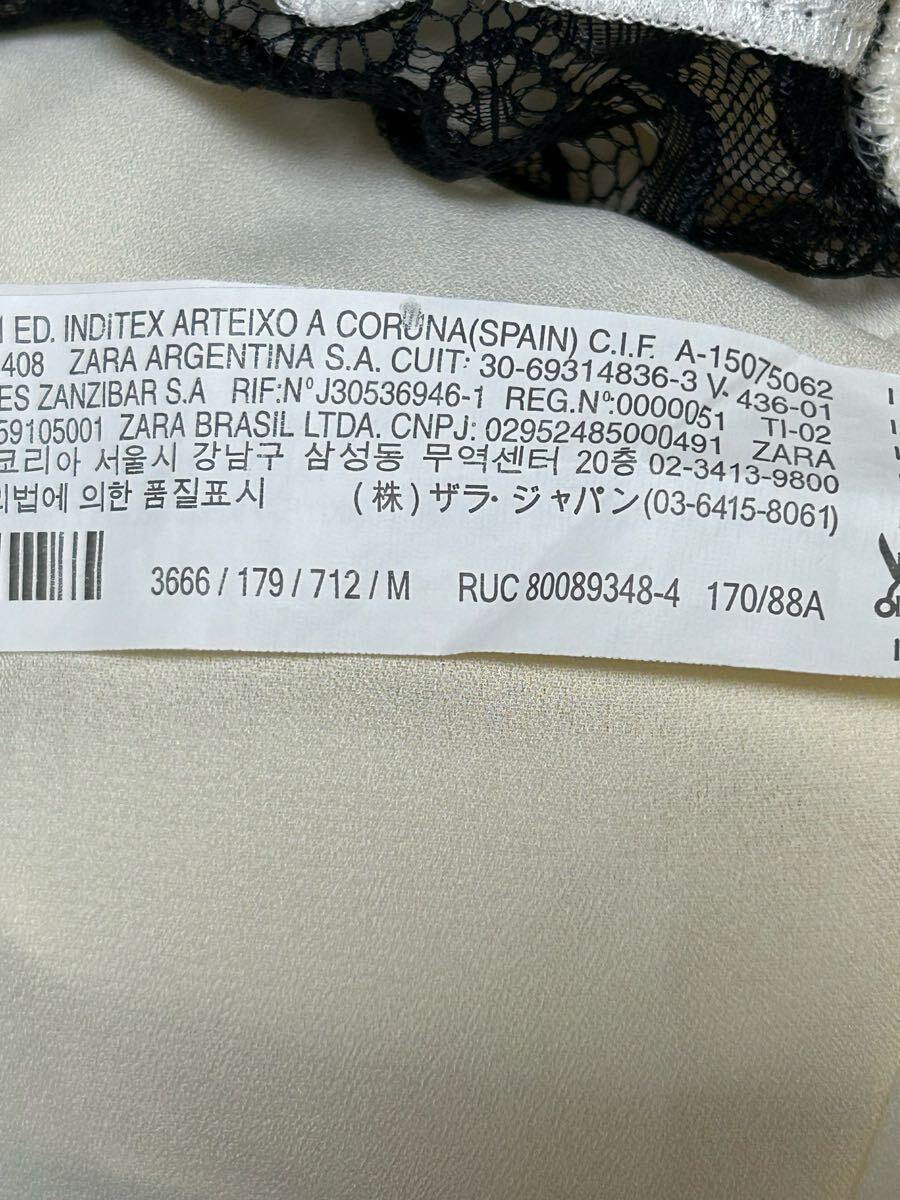 ED. INDITEX ARTEIXO A CORUNA(SPAIN) C.I.F. A-15075062
408 ZARA ARGENTINA S.A. CUIT: 30-69314836-3 V. 436-01
ES ZANZIBAR S.A RIF:NºJ30536946-1 REG.Nº:0000051 TI-02
59105001 ZARA BRASIL LTDA. CNPJ: 02952485000491 ZARA
코리아 서울시 강남구 삼성동 무역센터 20층 02-3413-9800
법에 의한 품질표시 (株)ザラ・ジャパン(03-6415-8061)
3666 / 179 / 712 / M RUC 80089348-4 170/88A